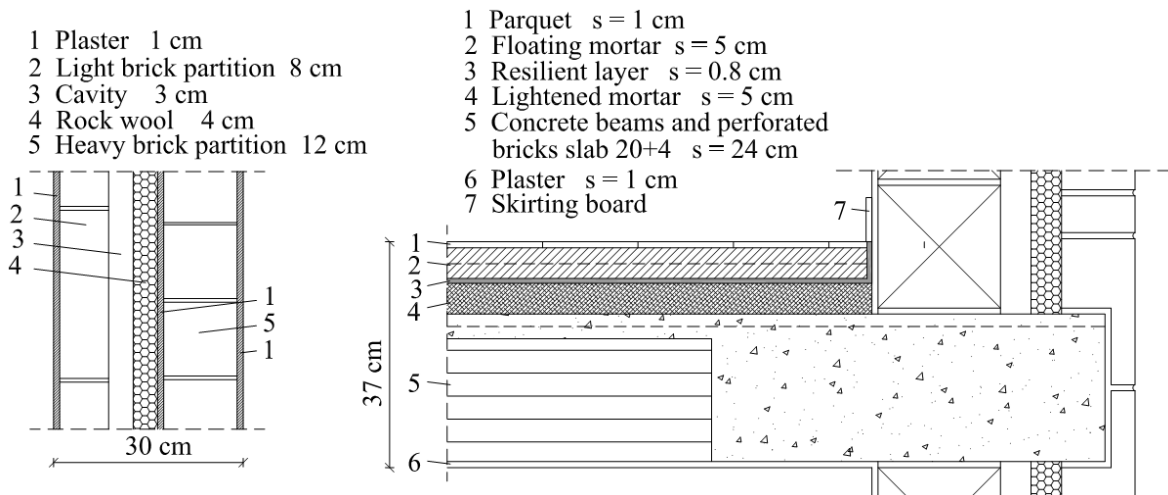 1 Plaster 1 cm
2 Light brick partition 8 cm
3 Cavity 3 cm
4 Rock wool 4 cm
5 Heavy brick partition 12 cm
1
2
3
4
1
5
1
30 cm
1 Parquet s = 1 cm
2 Floating mortar s = 5 cm
3 Resilient layer s = 0.8 cm
4 Lightened mortar s = 5 cm
5 Concrete beams and perforated
bricks slab 20+4 s = 24 cm
6 Plaster s = 1 cm
7 Skirting board
7
1
2
3
4
5
6
37 cm